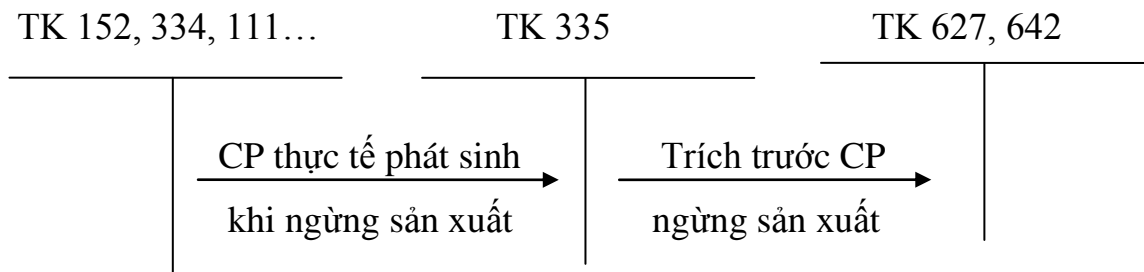 TK 152, 334, 111… TK 335 TK 627, 642
CP thực tế phát sinh Trích trước CP
khi ngừng sản xuất ngừng sản xuất